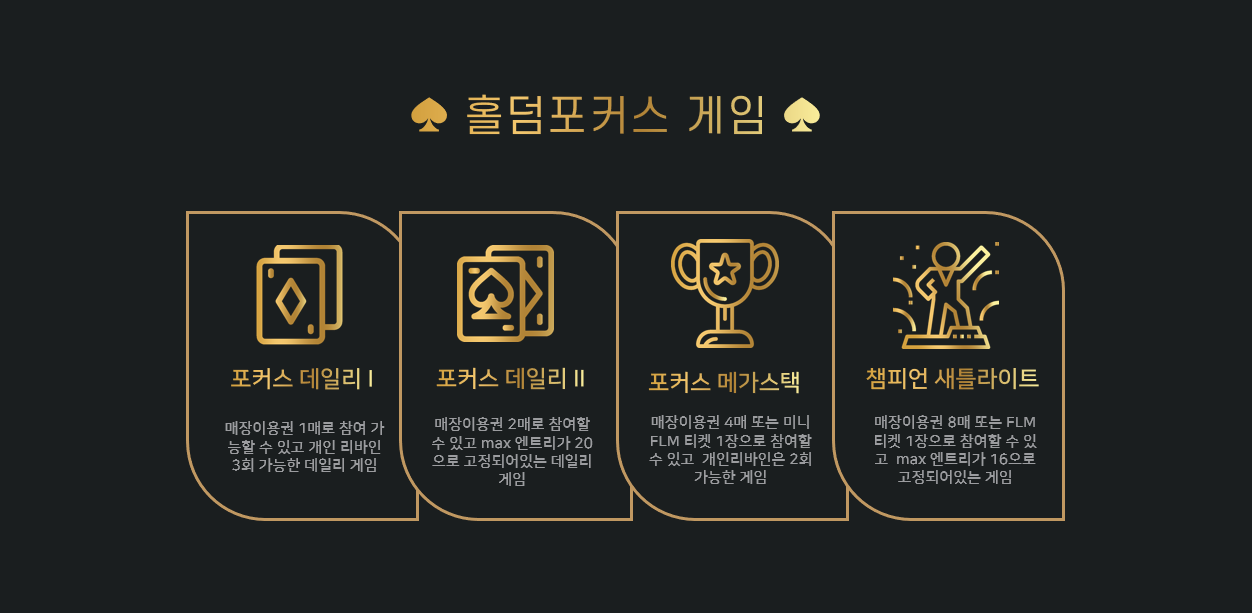 홀덤포커스 게임
포커스 데일리 I
매장이용권 1매로 참여 가
능할 수 있고 개인 리바인
3회 가능한 데일리 게임
포커스 데일리 II
매장이용권 2매로 참여할
수 있고 max 엔트리가 20
으로 고정되어있는 데일리
게임
포커스 메가스택
매장이용권 4매 또는 미니
FLM 티켓 1장으로 참여할
수 있고 개인리바인은 2회
가능한 게임
챔피언 새틀라이트
매장이용권 8매 또는 FLM
티켓 1장으로 참여할 수 있
고 max 엔트리가 16으로
고정되어있는 게임